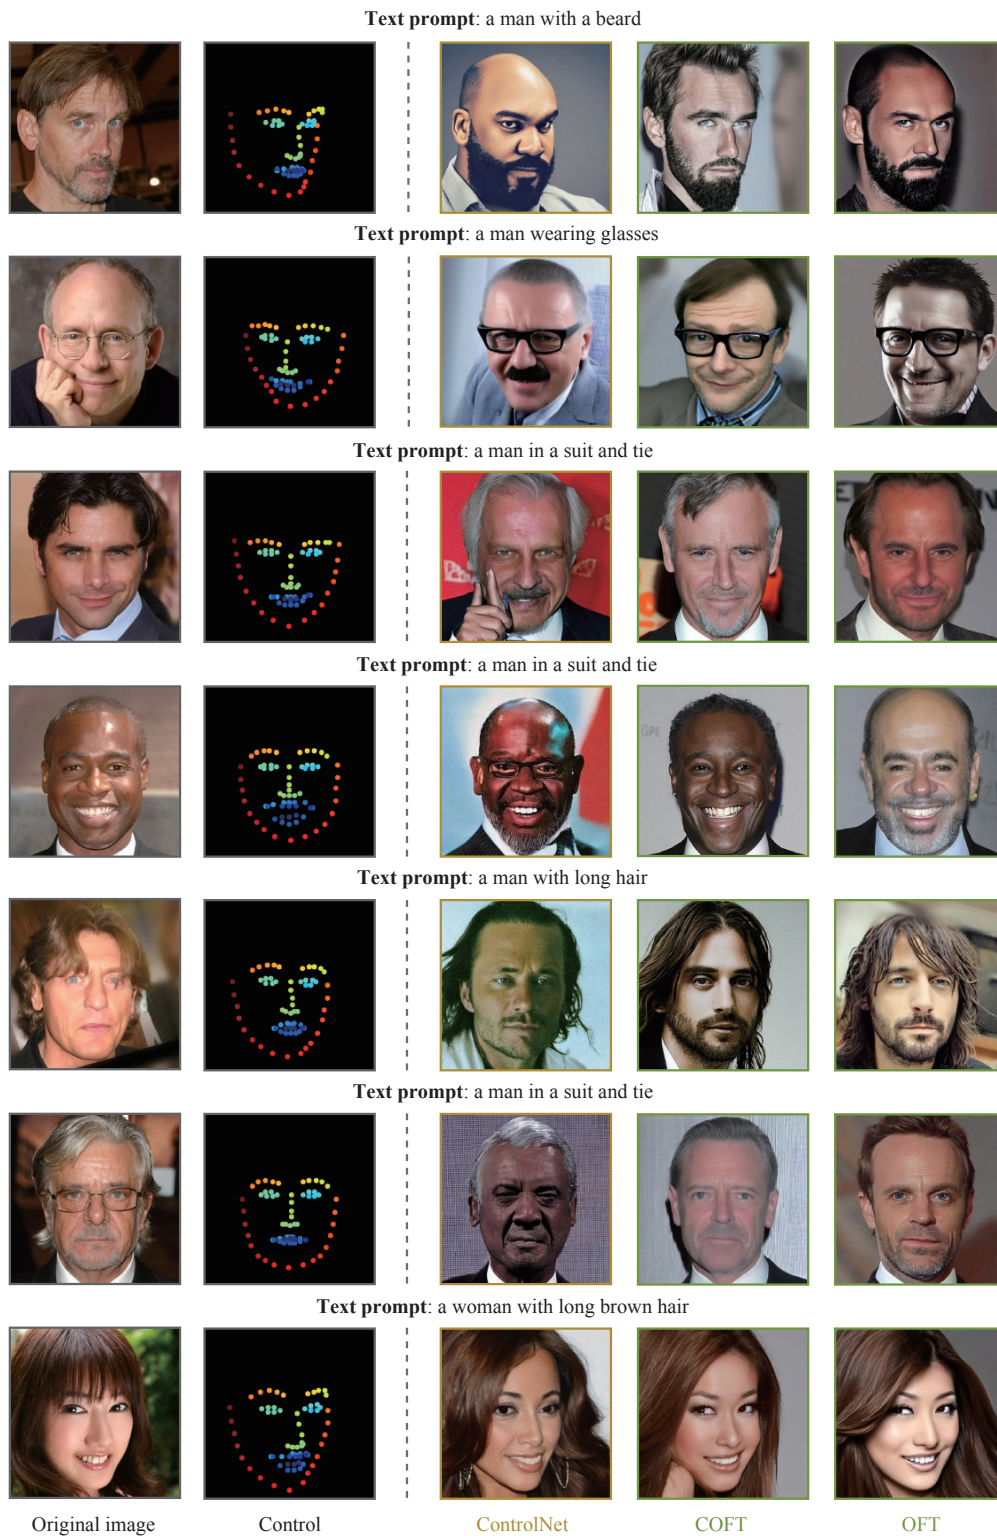 Text prompt: a man with a beard
Text prompt: a man wearing glasses
Text prompt: a man in a suit and tie
Text prompt: a man in a suit and tie
Text prompt: a man with long hair
Text prompt: a man in a suit and tie
Text prompt: a woman with long brown hair
Original image Control ControlNet COFT OFT